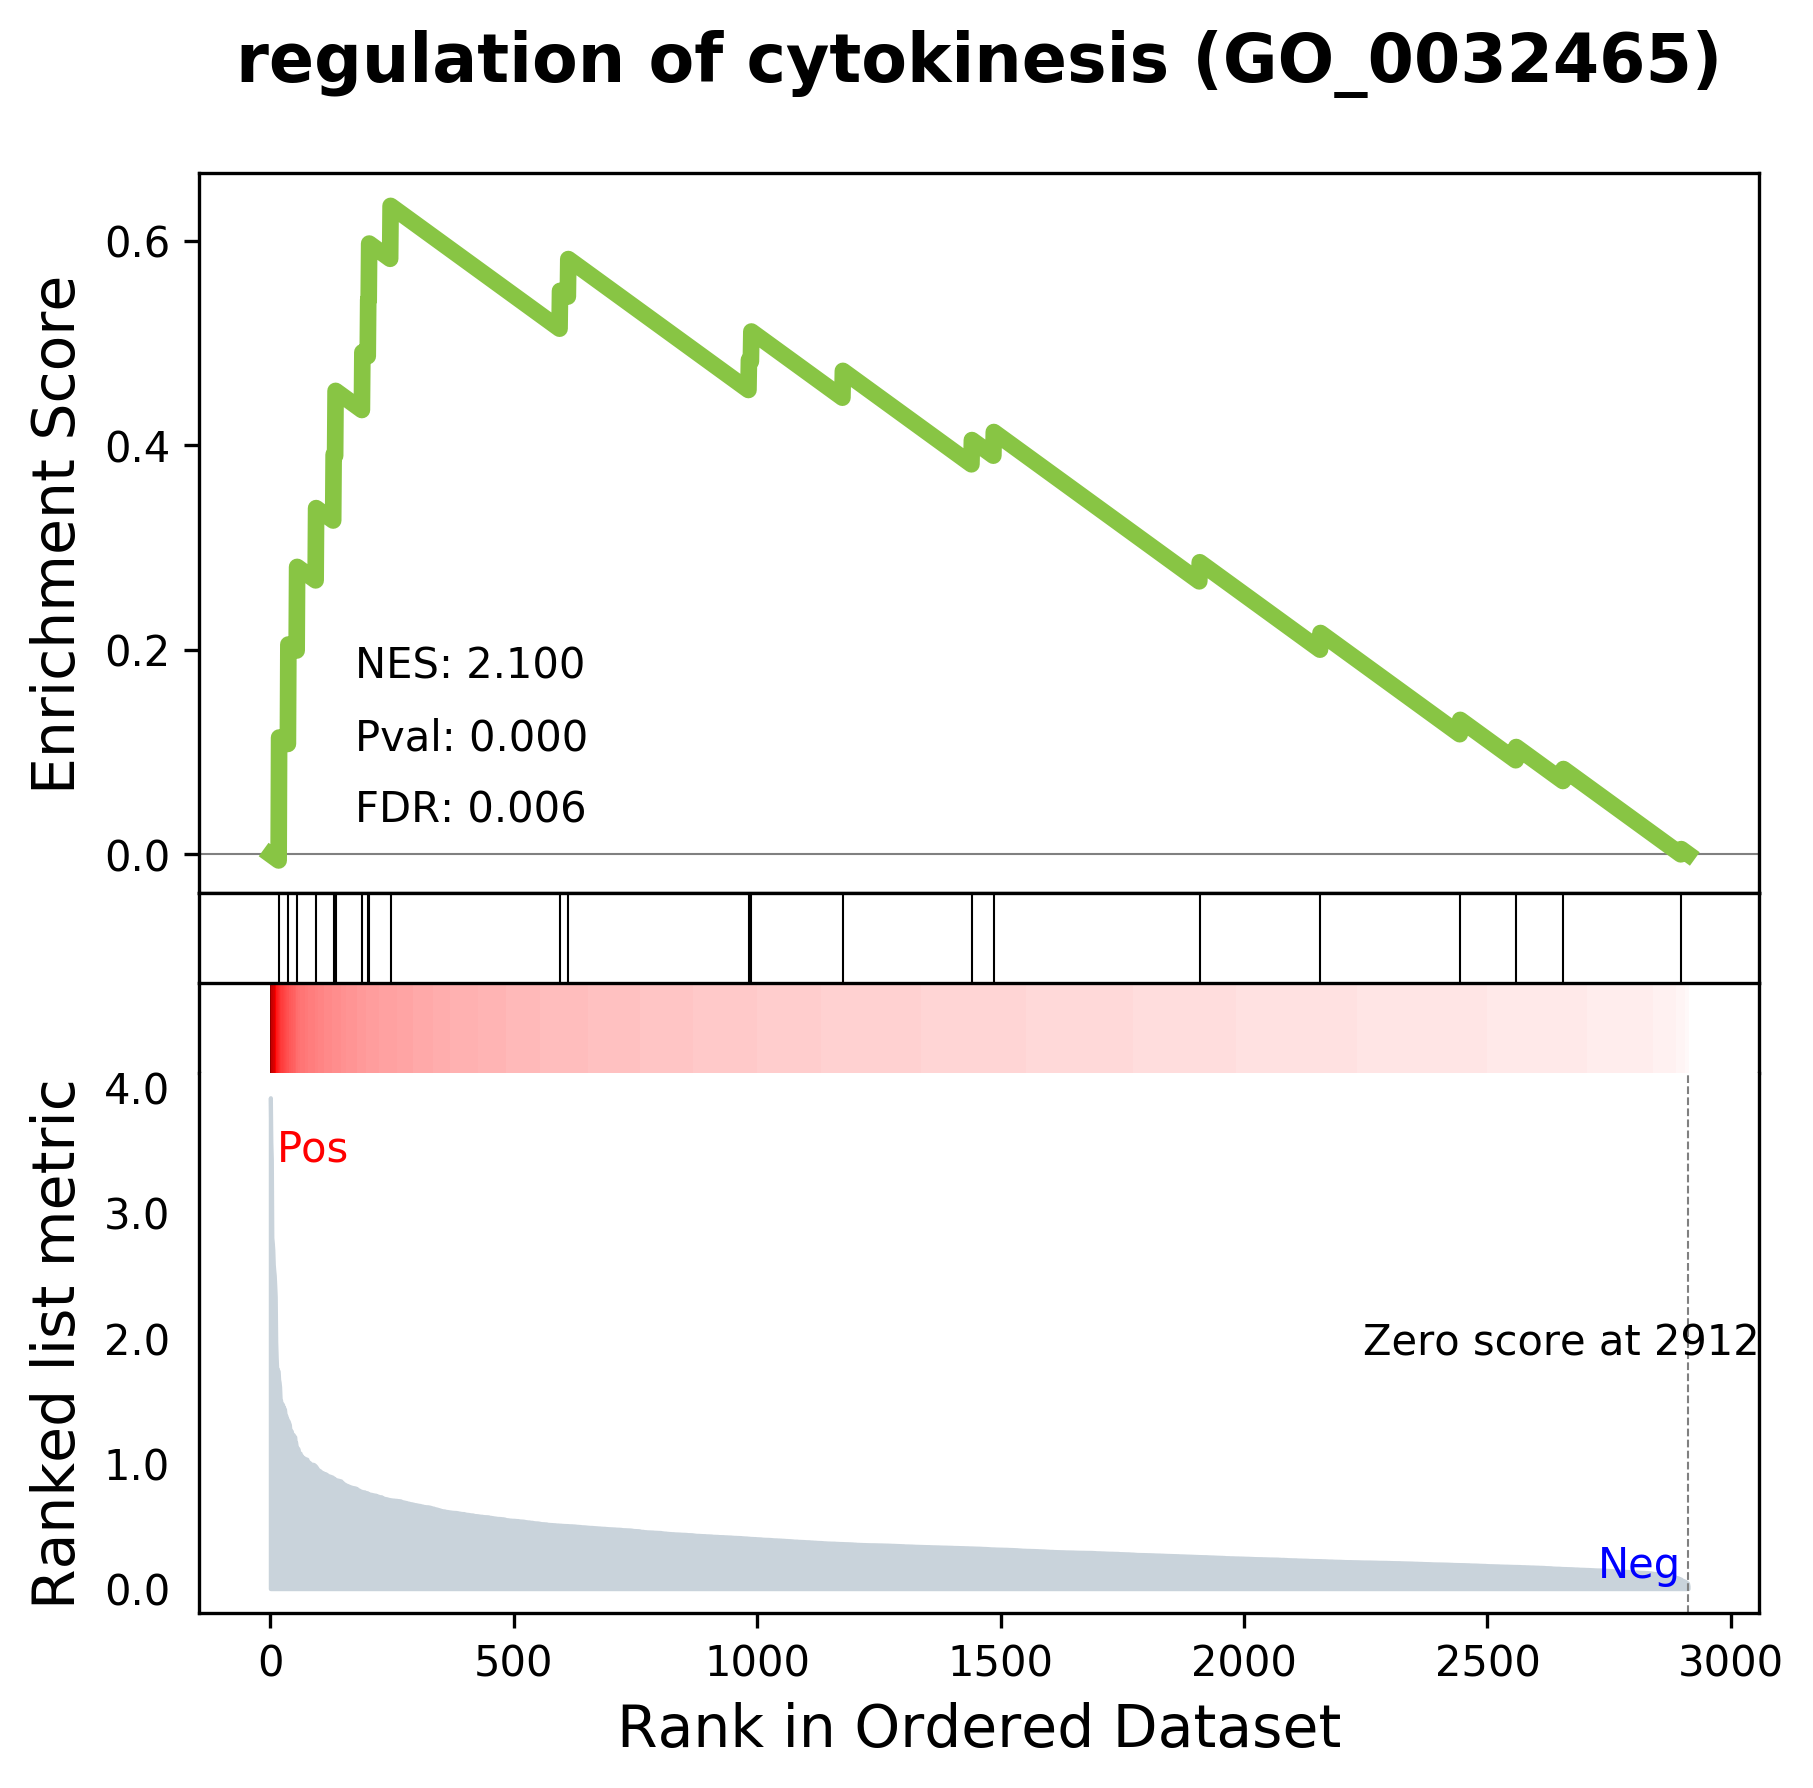 regulation of cytokinesis (GO_0032465)
Enrichment Score
0.6
0.4
0.2
0.0
NES: 2.100
Pval: 0.000
FDR: 0.006
Ranked list metric
4.0
3.0
2.0
1.0
0.0
Pos
Zero score at 2912
Neg
0 500 1000 1500 2000 2500 3000
Rank in Ordered Dataset